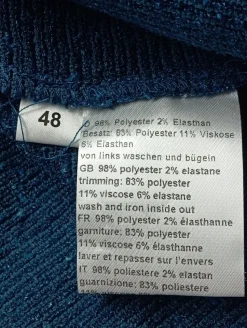 48
D 98% Polyester 2% Elasthan
Besatz: 83% Polyester 11% Viskose
6% Elasthan
von links waschen und bügeln
GB 98% polyester 2% elastane
trimming: 83% polyester
11% viscose 6% elastane
wash and iron inside out
FR 98% polyester 2% élasthanne
garniture: 83% polyester
11% viscose 6% élasthanne
laver et repasser sur l'envers
IT 98% poliestere 2% elastan
guarnizione: 83% poliestere